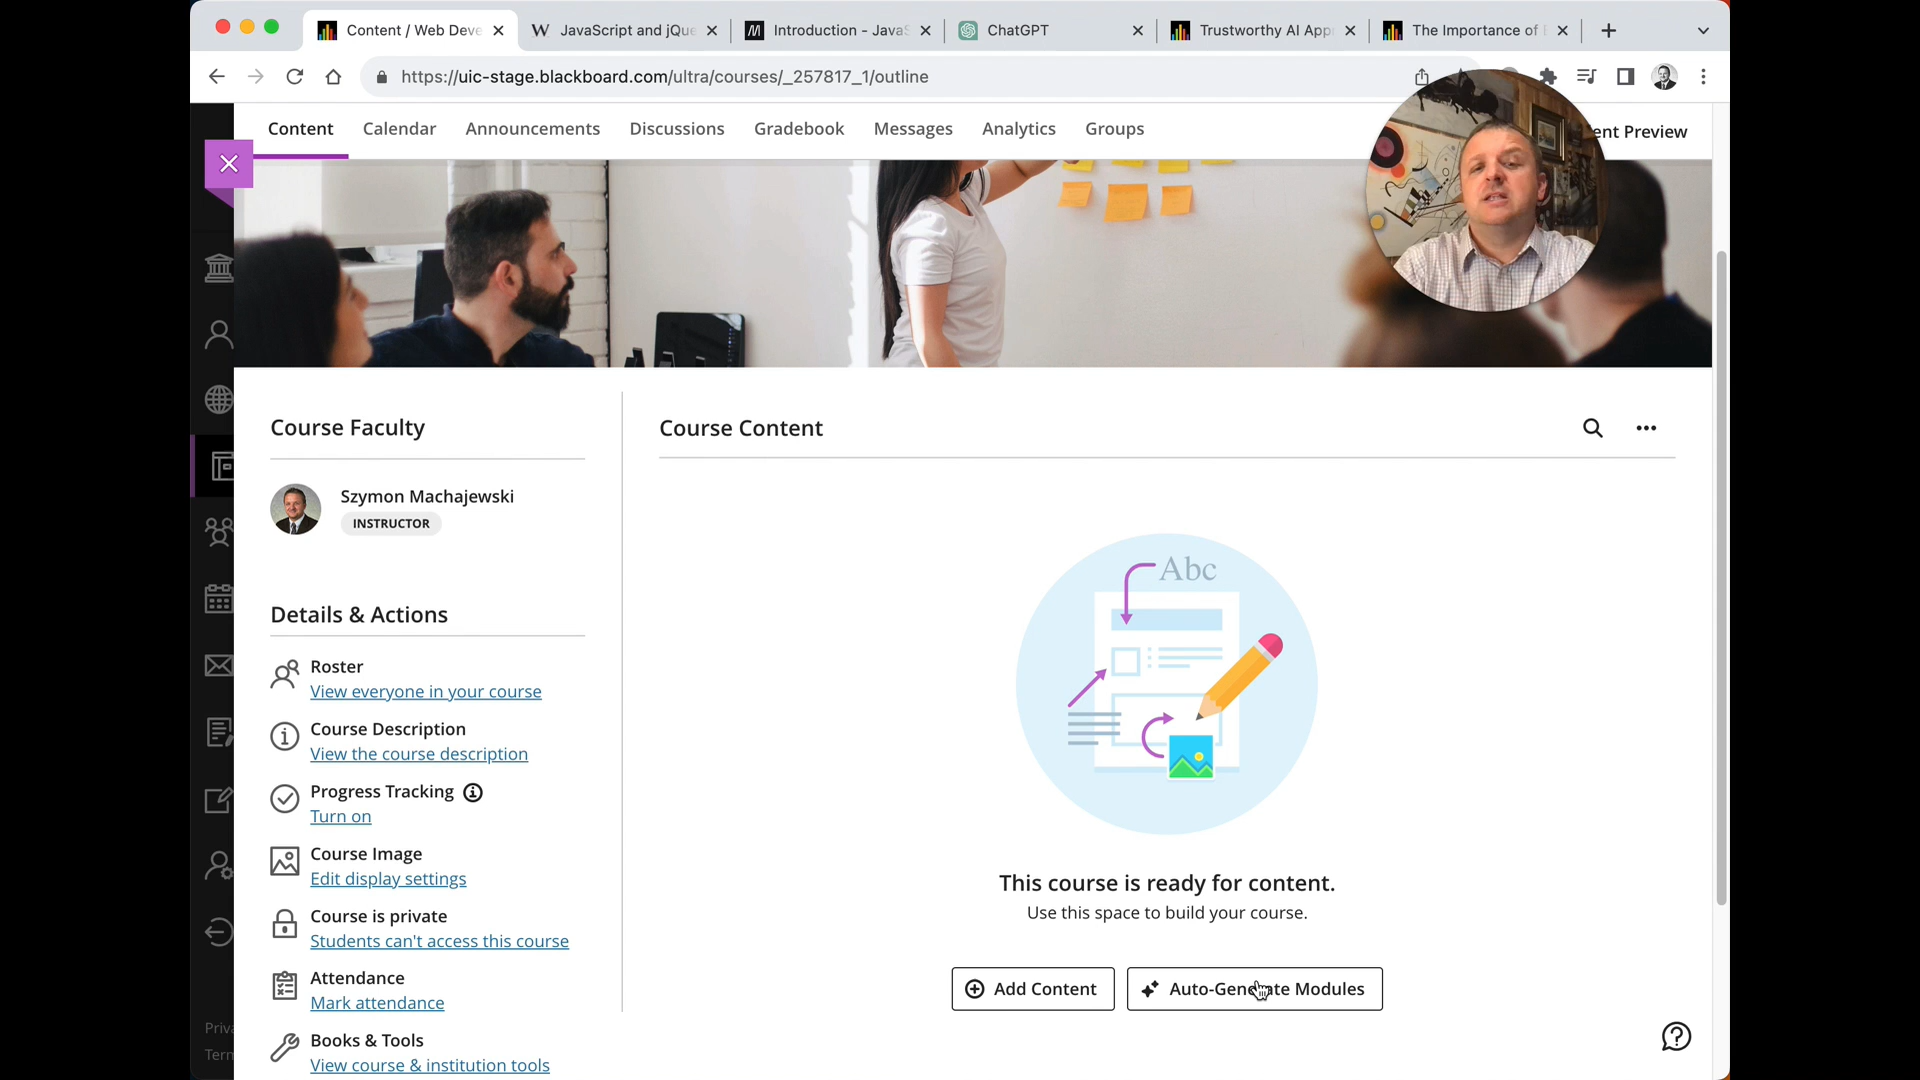 Content / Web Deve
JavaScript and jQue
Introduction - JavaS
ChatGPT
Trustworthy AI App
The Importance of
https://uic-stage.blackboard.com/ultra/courses/_257817_1/outline
Content
Calendar
Announcements
Discussions
Gradebook
Messages
Analytics
Groups
ent Preview
Course Faculty
Szymon Machajewski
INSTRUCTOR
Details & Actions
Roster
View everyone in your course
Course Description
View the course description
Progress Tracking
Turn on
Course Image
Edit display settings
Course is private
Students can't access this course
Attendance
Mark attendance
Books & Tools
View course & institution tools
Priva
Term
Course Content
Abc
This course is ready for content.
Use this space to build your course.
Add Content
Auto-Generate Modules